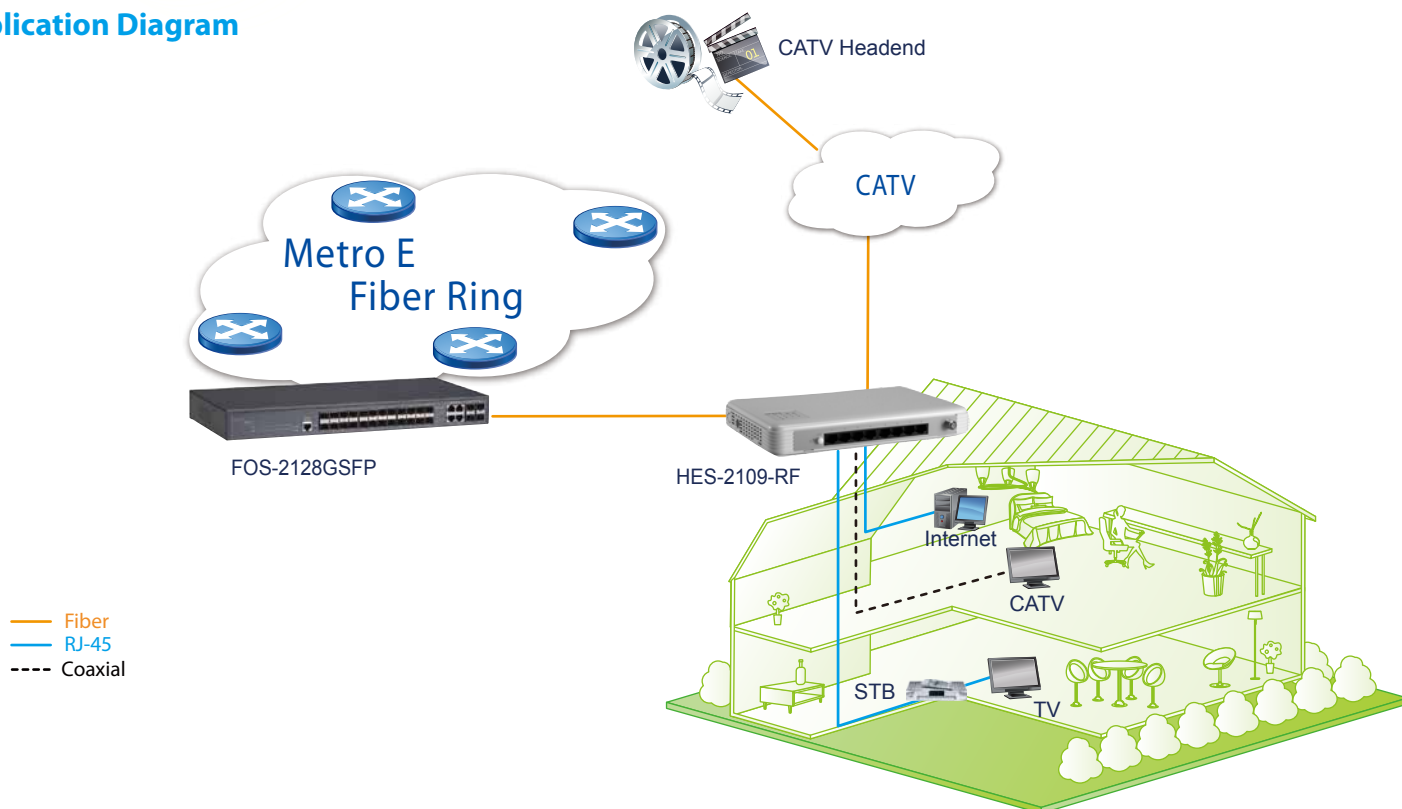 plication Diagram
CATV Headend
01
CATV
Metro E
Fiber Ring
FOS-2128GSFP
HES-2109-RF
Internet
CATV
STB
TV
Fiber
RJ-45
Coaxial